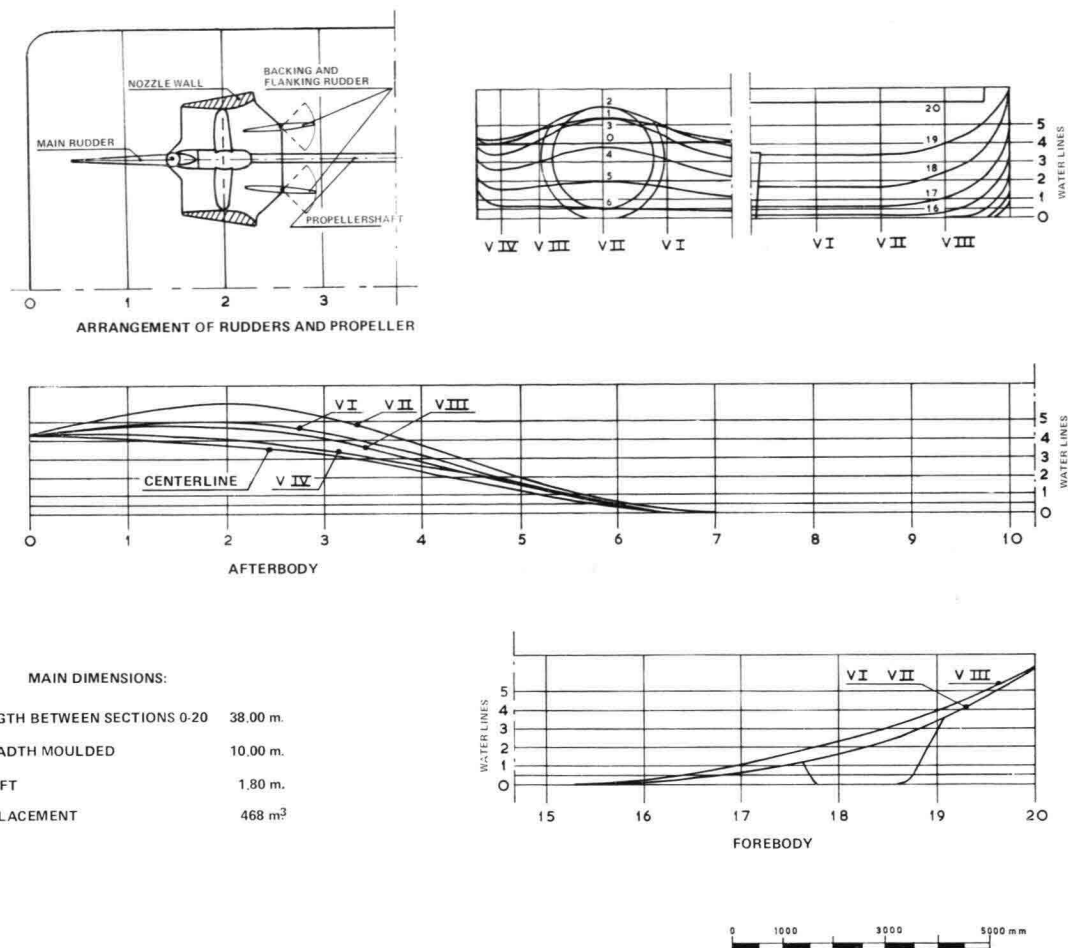 NOZZLE WALL
BACKING AND
FLANKING RUDDER
MAIN RUDDER
PROPELLERSHAFT
0 1 2 3
ARRANGEMENT OF RUDDERS AND PROPELLER
2
1
3
0
4
5
6
V IV V III V II V I
20
19
18
17
16
5
4
3
2
1
0
WATER LINES
V I V II V III
V I V II V III
CENTERLINE V IV
5
4
3
2
1
0
WATER LINES
0 1 2 3 4 5 6 7 8 9 10
AFTERBODY
MAIN DIMENSIONS:
GTH BETWEEN SECTIONS 0-20 38,00 m.
ADTH MOULDED 10,00 m.
FT 1.80 m.
LACEMENT 468 m3
V I V II V III
5
4
3
2
1
0
WATER LINES
15 16 17 18 19 20
FOREBODY
0 1000 3000 5000 mm